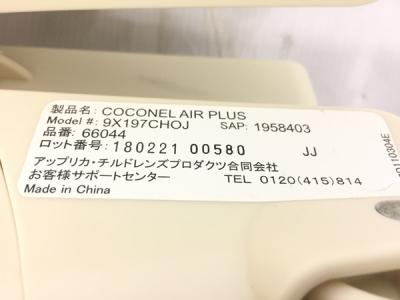 製品名: COCONEL AIR PLUS
Model #: 9X197CHOJ SAP: 1958403
品番: 66044
ロット番号: 180221 00580 JJ
アップリカ・チルドレンズプロダクツ合同会社
お客様サポートセンター TEL 0120(415)814
Made in China